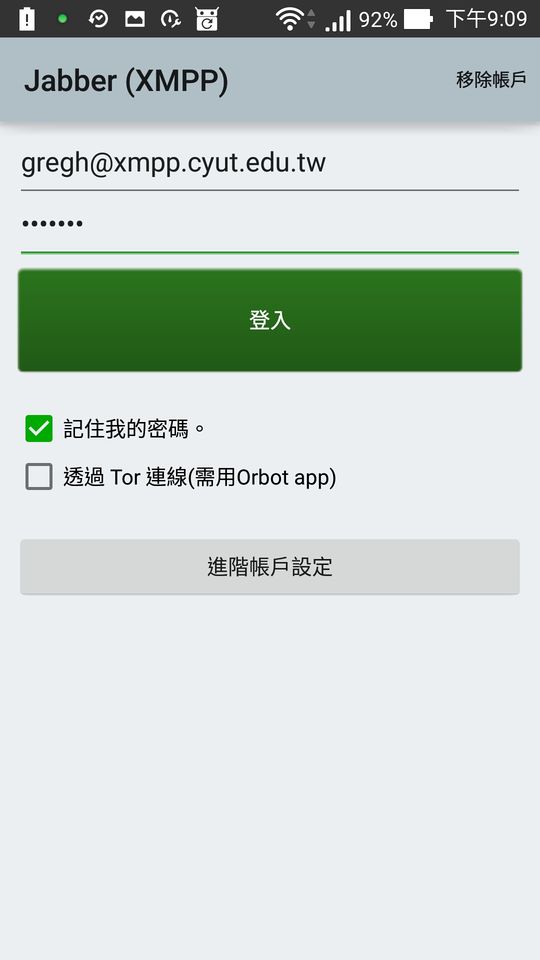 92% 下午9:09
Jabber (XMPP) 移除帳戶
gregh@xmpp.cyut.edu.tw
•••••••
登入
記住我的密碼。
透過 Tor 連線(需用Orbot app)
進階帳戶設定